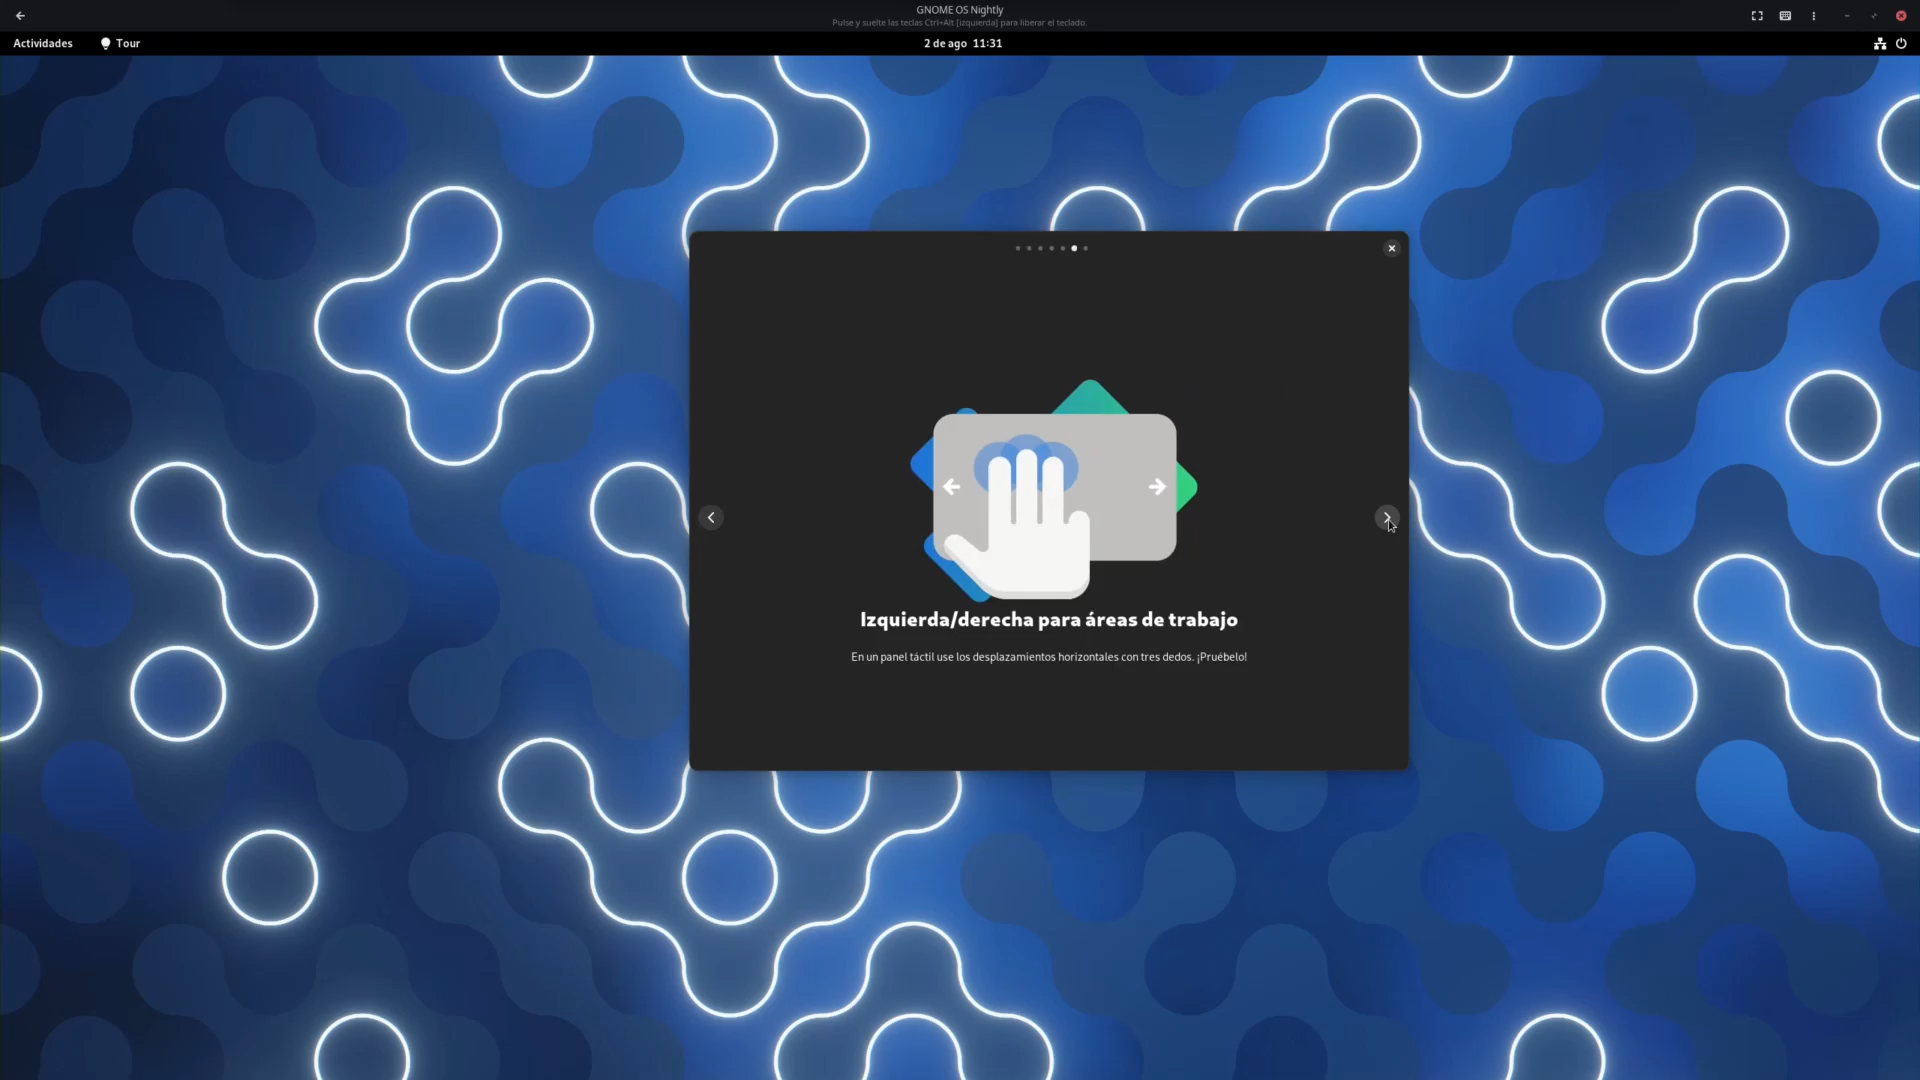 GNOME OS Nightly
Pulse y suelte las teclas Ctrl+Alt [izquierda] para liberar el teclado.
Actividades
Tour
2 de ago 11:31
Izquierda/derecha para áreas de trabajo
En un panel táctil use los desplazamientos horizontales con tres dedos. ¡Pruébelo!